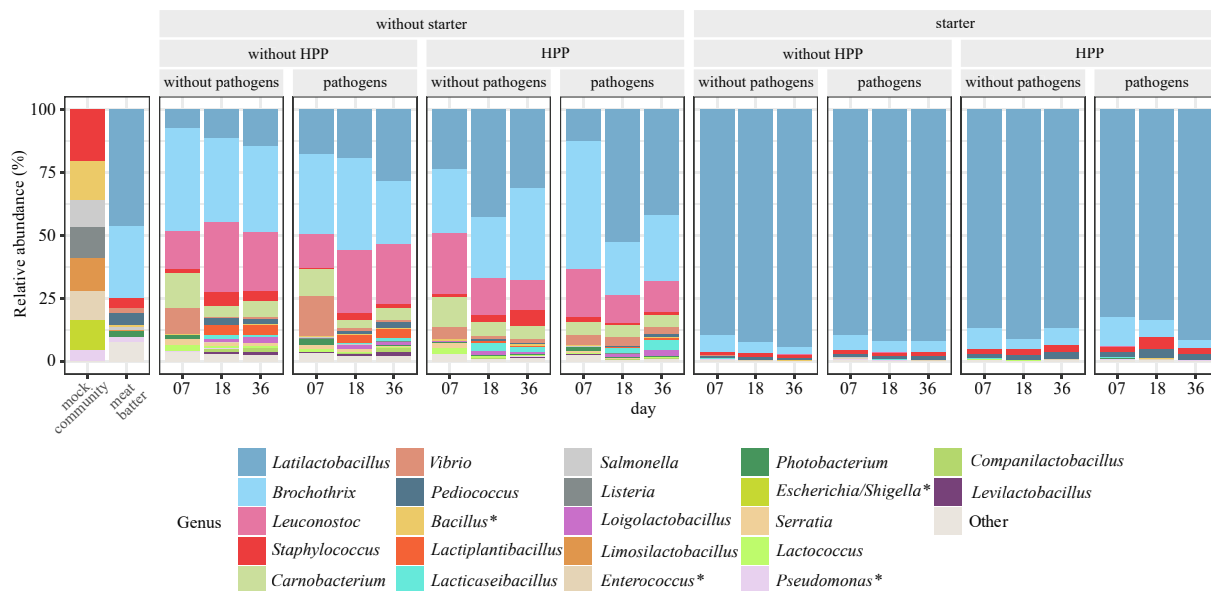 without starter starter
without HPP HPP without HPP HPP
without pathogens pathogens without pathogens pathogens without pathogens pathogens without pathogens pathogens
Relative abundance (%)
100
75
50
25
0
mock community
meat batter
07 18 36 07 18 36 07 18 36 07 18 36 07 18 36 07 18 36 07 18 36 07 18 36
day
Genus
Latilactobacillus
Brochothrix
Leuconostoc
Staphylococcus
Carnobacterium
Vibrio
Pediococcus
Bacillus*
Lactiplantibacillus
Lacticaseibacillus
Salmonella
Listeria
Loigolactobacillus
Limosilactobacillus
Enterococcus*
Photobacterium
Escherichia/Shigella*
Serratia
Lactococcus
Pseudomonas*
Companilactobacillus
Levilactobacillus
Other